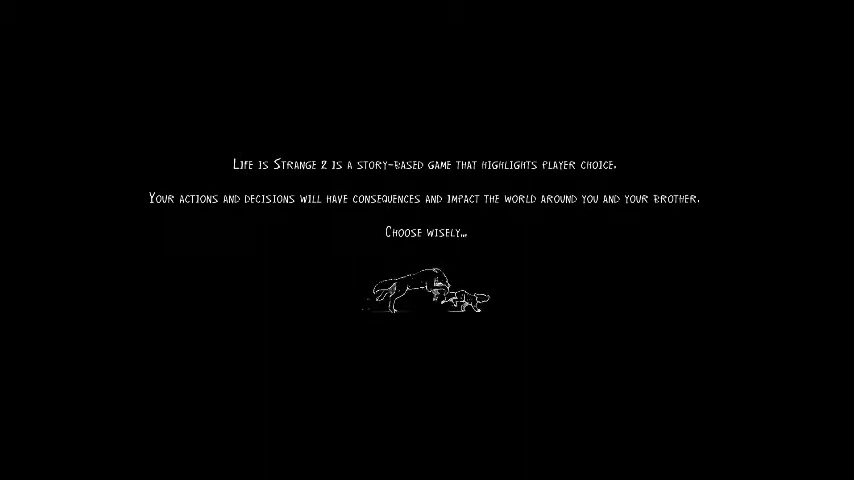 Life is Strange 2 is a story-based game that highlights player choice.
Your actions and decisions will have consequences and impact the world around you and your brother.
Choose wisely...